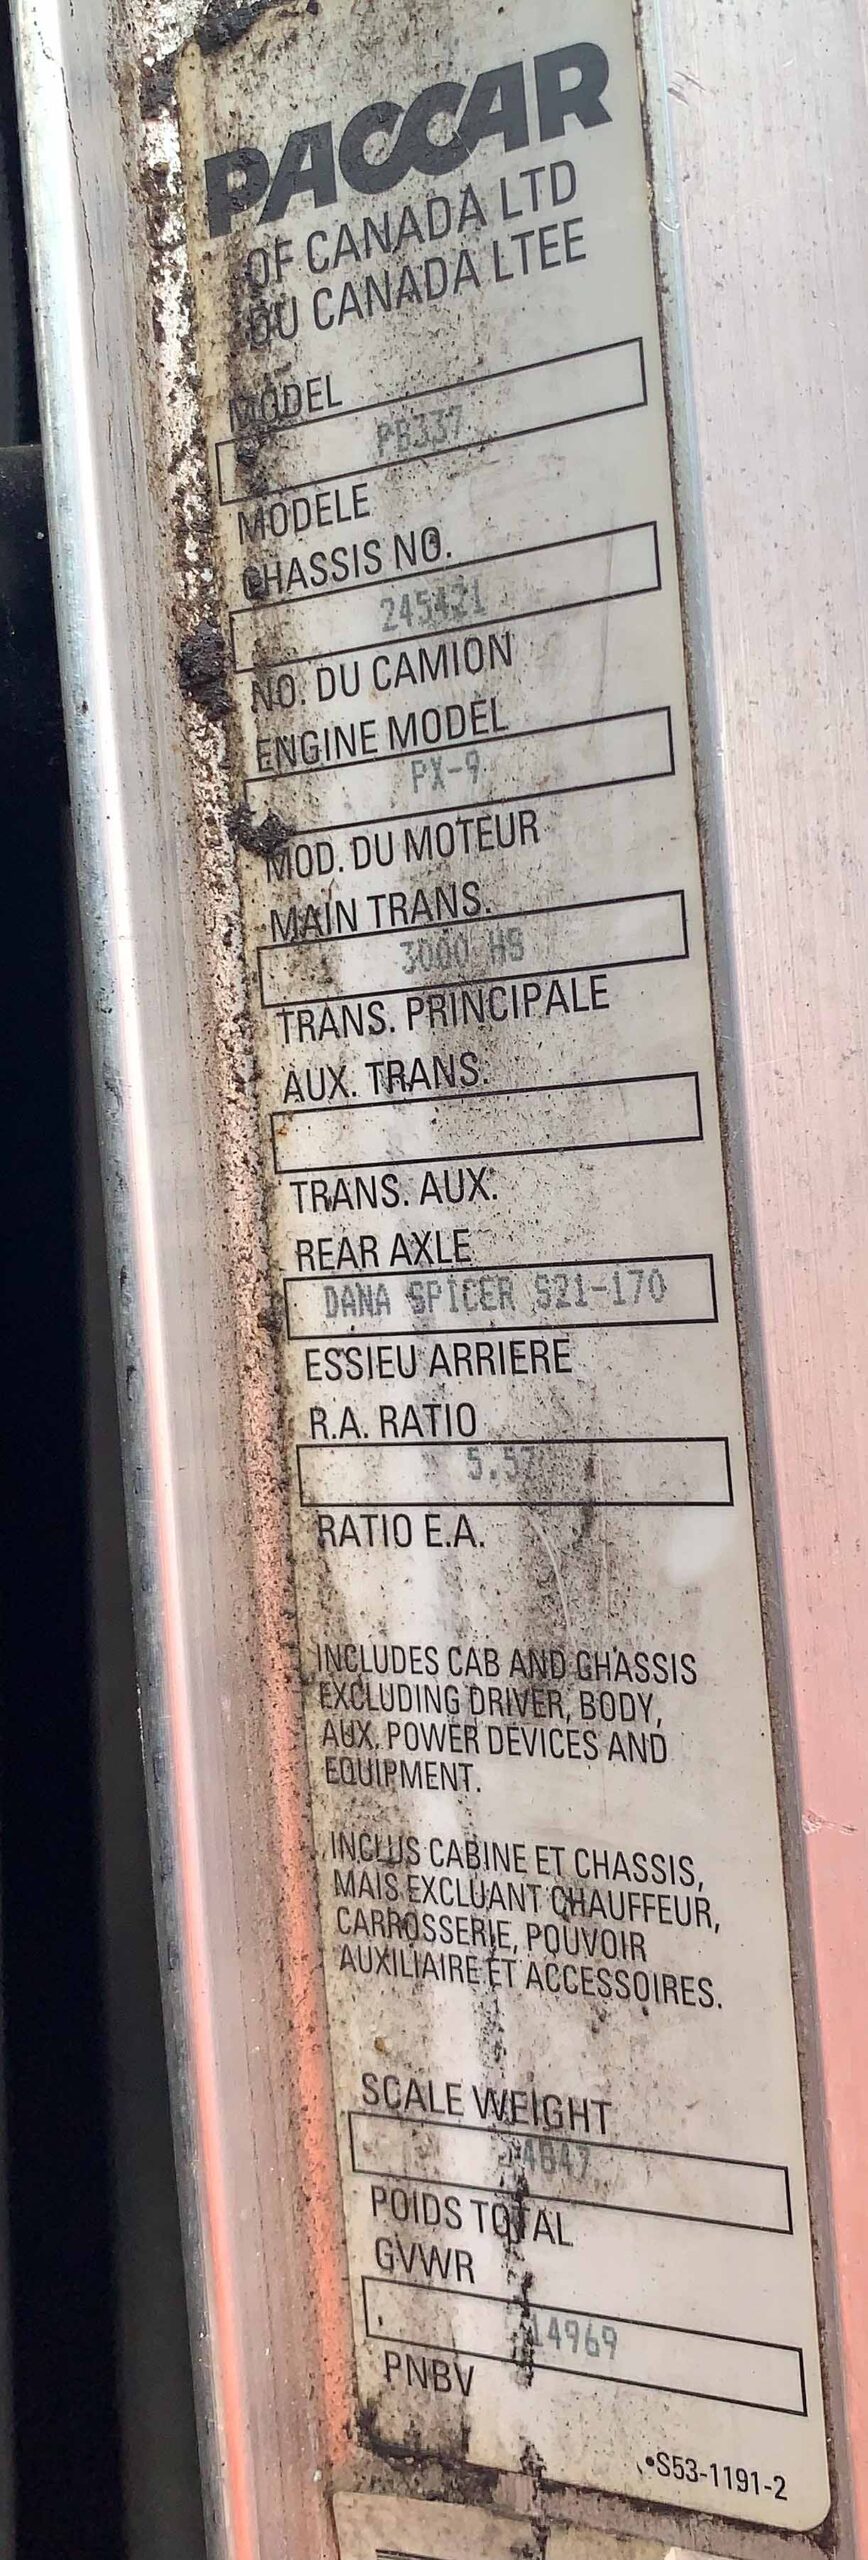 PACCAR
OF CANADA LTD
DU CANADA LTEE
MODEL
PB337
MODÈLE
CHASSIS NO.
245421
NO. DU CAMION
ENGINE MODEL
PX-9
MOD. DU MOTEUR
MAIN TRANS.
3000 HS
TRANS. PRINCIPALE
AUX. TRANS.
TRANS. AUX.
REAR AXLE
DANA SPICER S21-170
ESSIEU ARRIERE
R.A. RATIO
5.57
RATIO E.A.
INCLUDES CAB AND CHASSIS
EXCLUDING DRIVER, BODY,
AUX. POWER DEVICES AND
EQUIPMENT.
INCLUS CABINE ET CHASSIS,
MAIS EXCLUANT CHAUFFEUR,
CARROSSERIE, POUVOIR
AUXILIAIRE ET ACCESSOIRES.
SCALE WEIGHT
4847
POIDS TOTAL
GVWR
14969
PNBV
•S53-1191-2